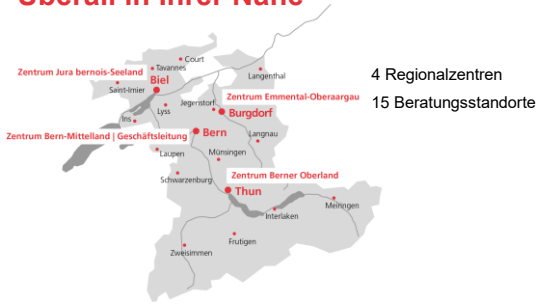 Überall in Ihrer Nähe
Court
Tavannes
Zentrum Jura bernois-Seeland
Langenthal
4 Regionalzentren
Biel
Saint-Imier
Zentrum Emmental-Oberaargau
Jegenstorf
15 Beratungsstandorte
Lyss
Burgdorf
Ins
Bern
Zentrum Bern-Mittelland | Geschäftsleitung
Langnau
Laupen
Münsingen
Schwarzenburg
Zentrum Berner Oberland
Thun
Meiringen
Interlaken
Frutigen
Zweisimmen